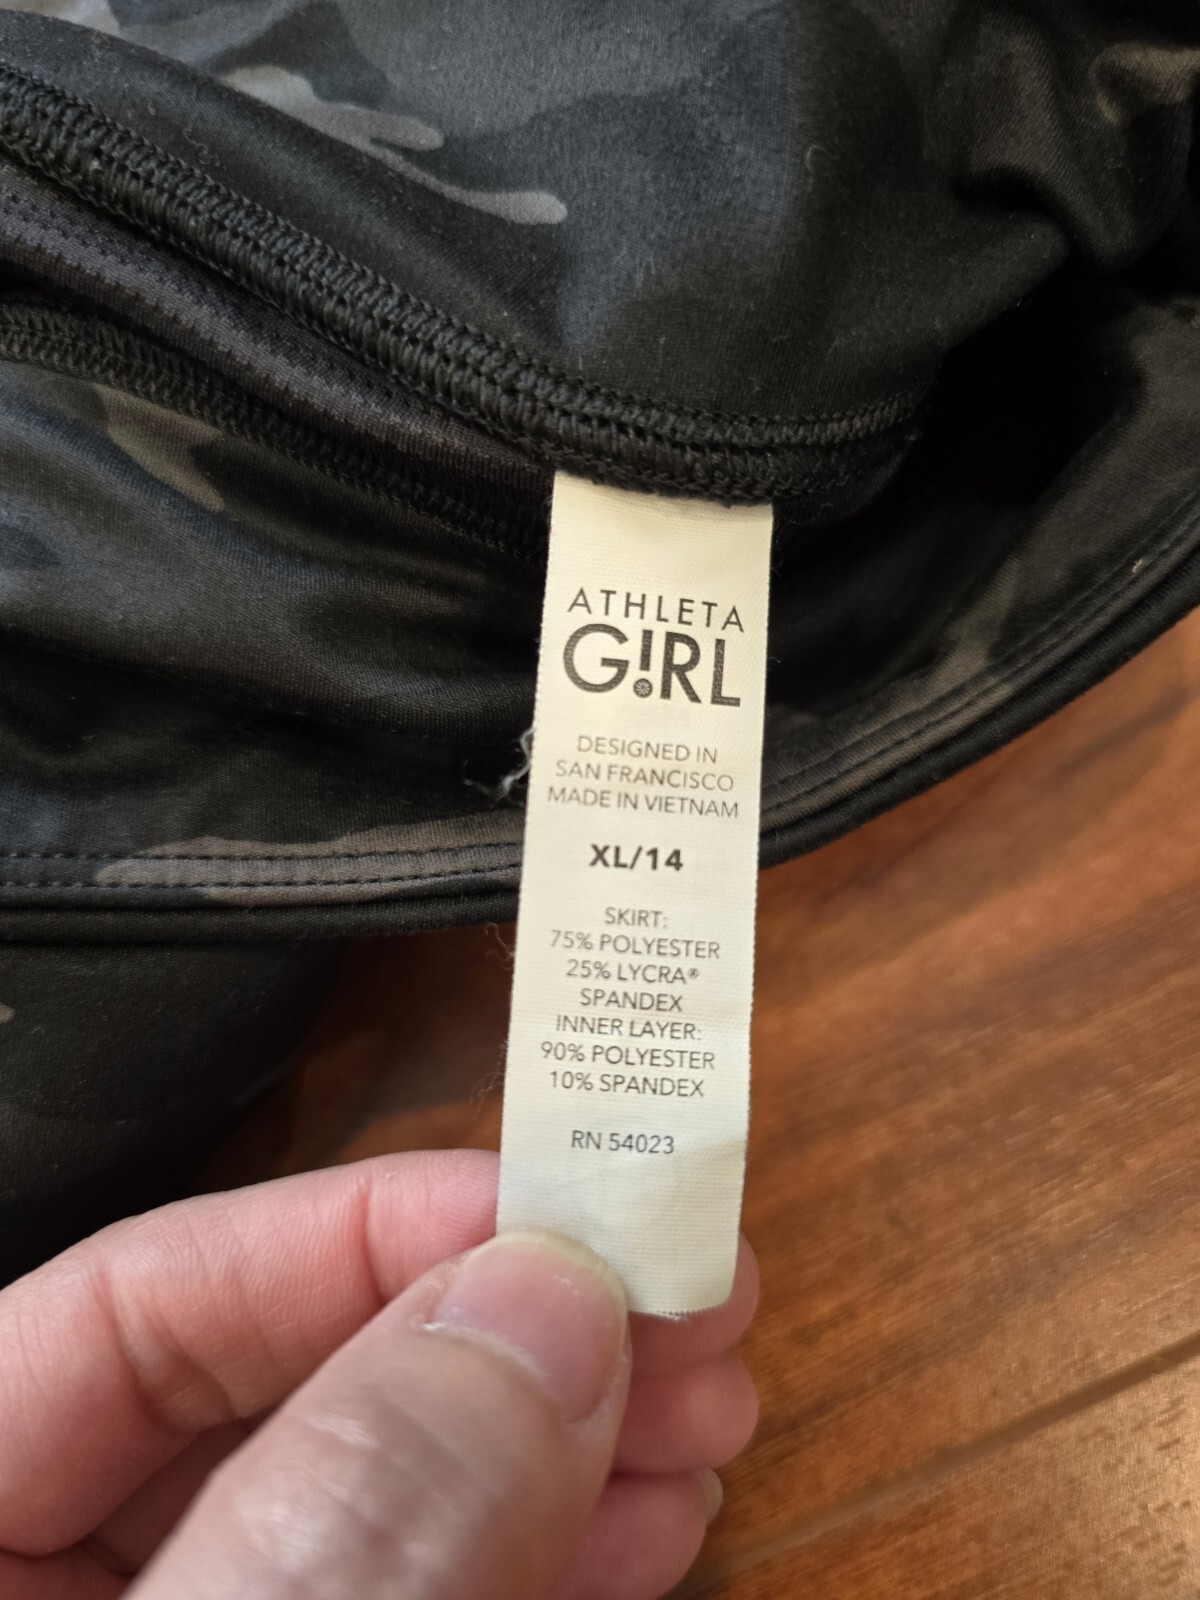 ATHLETA
G!RL
DESIGNED IN
SAN FRANCISCO
MADE IN VIETNAM
XL/14
SKIRT:
75% POLYESTER
25% LYCRA®
SPANDEX
INNER LAYER:
90% POLYESTER
10% SPANDEX
RN 54023